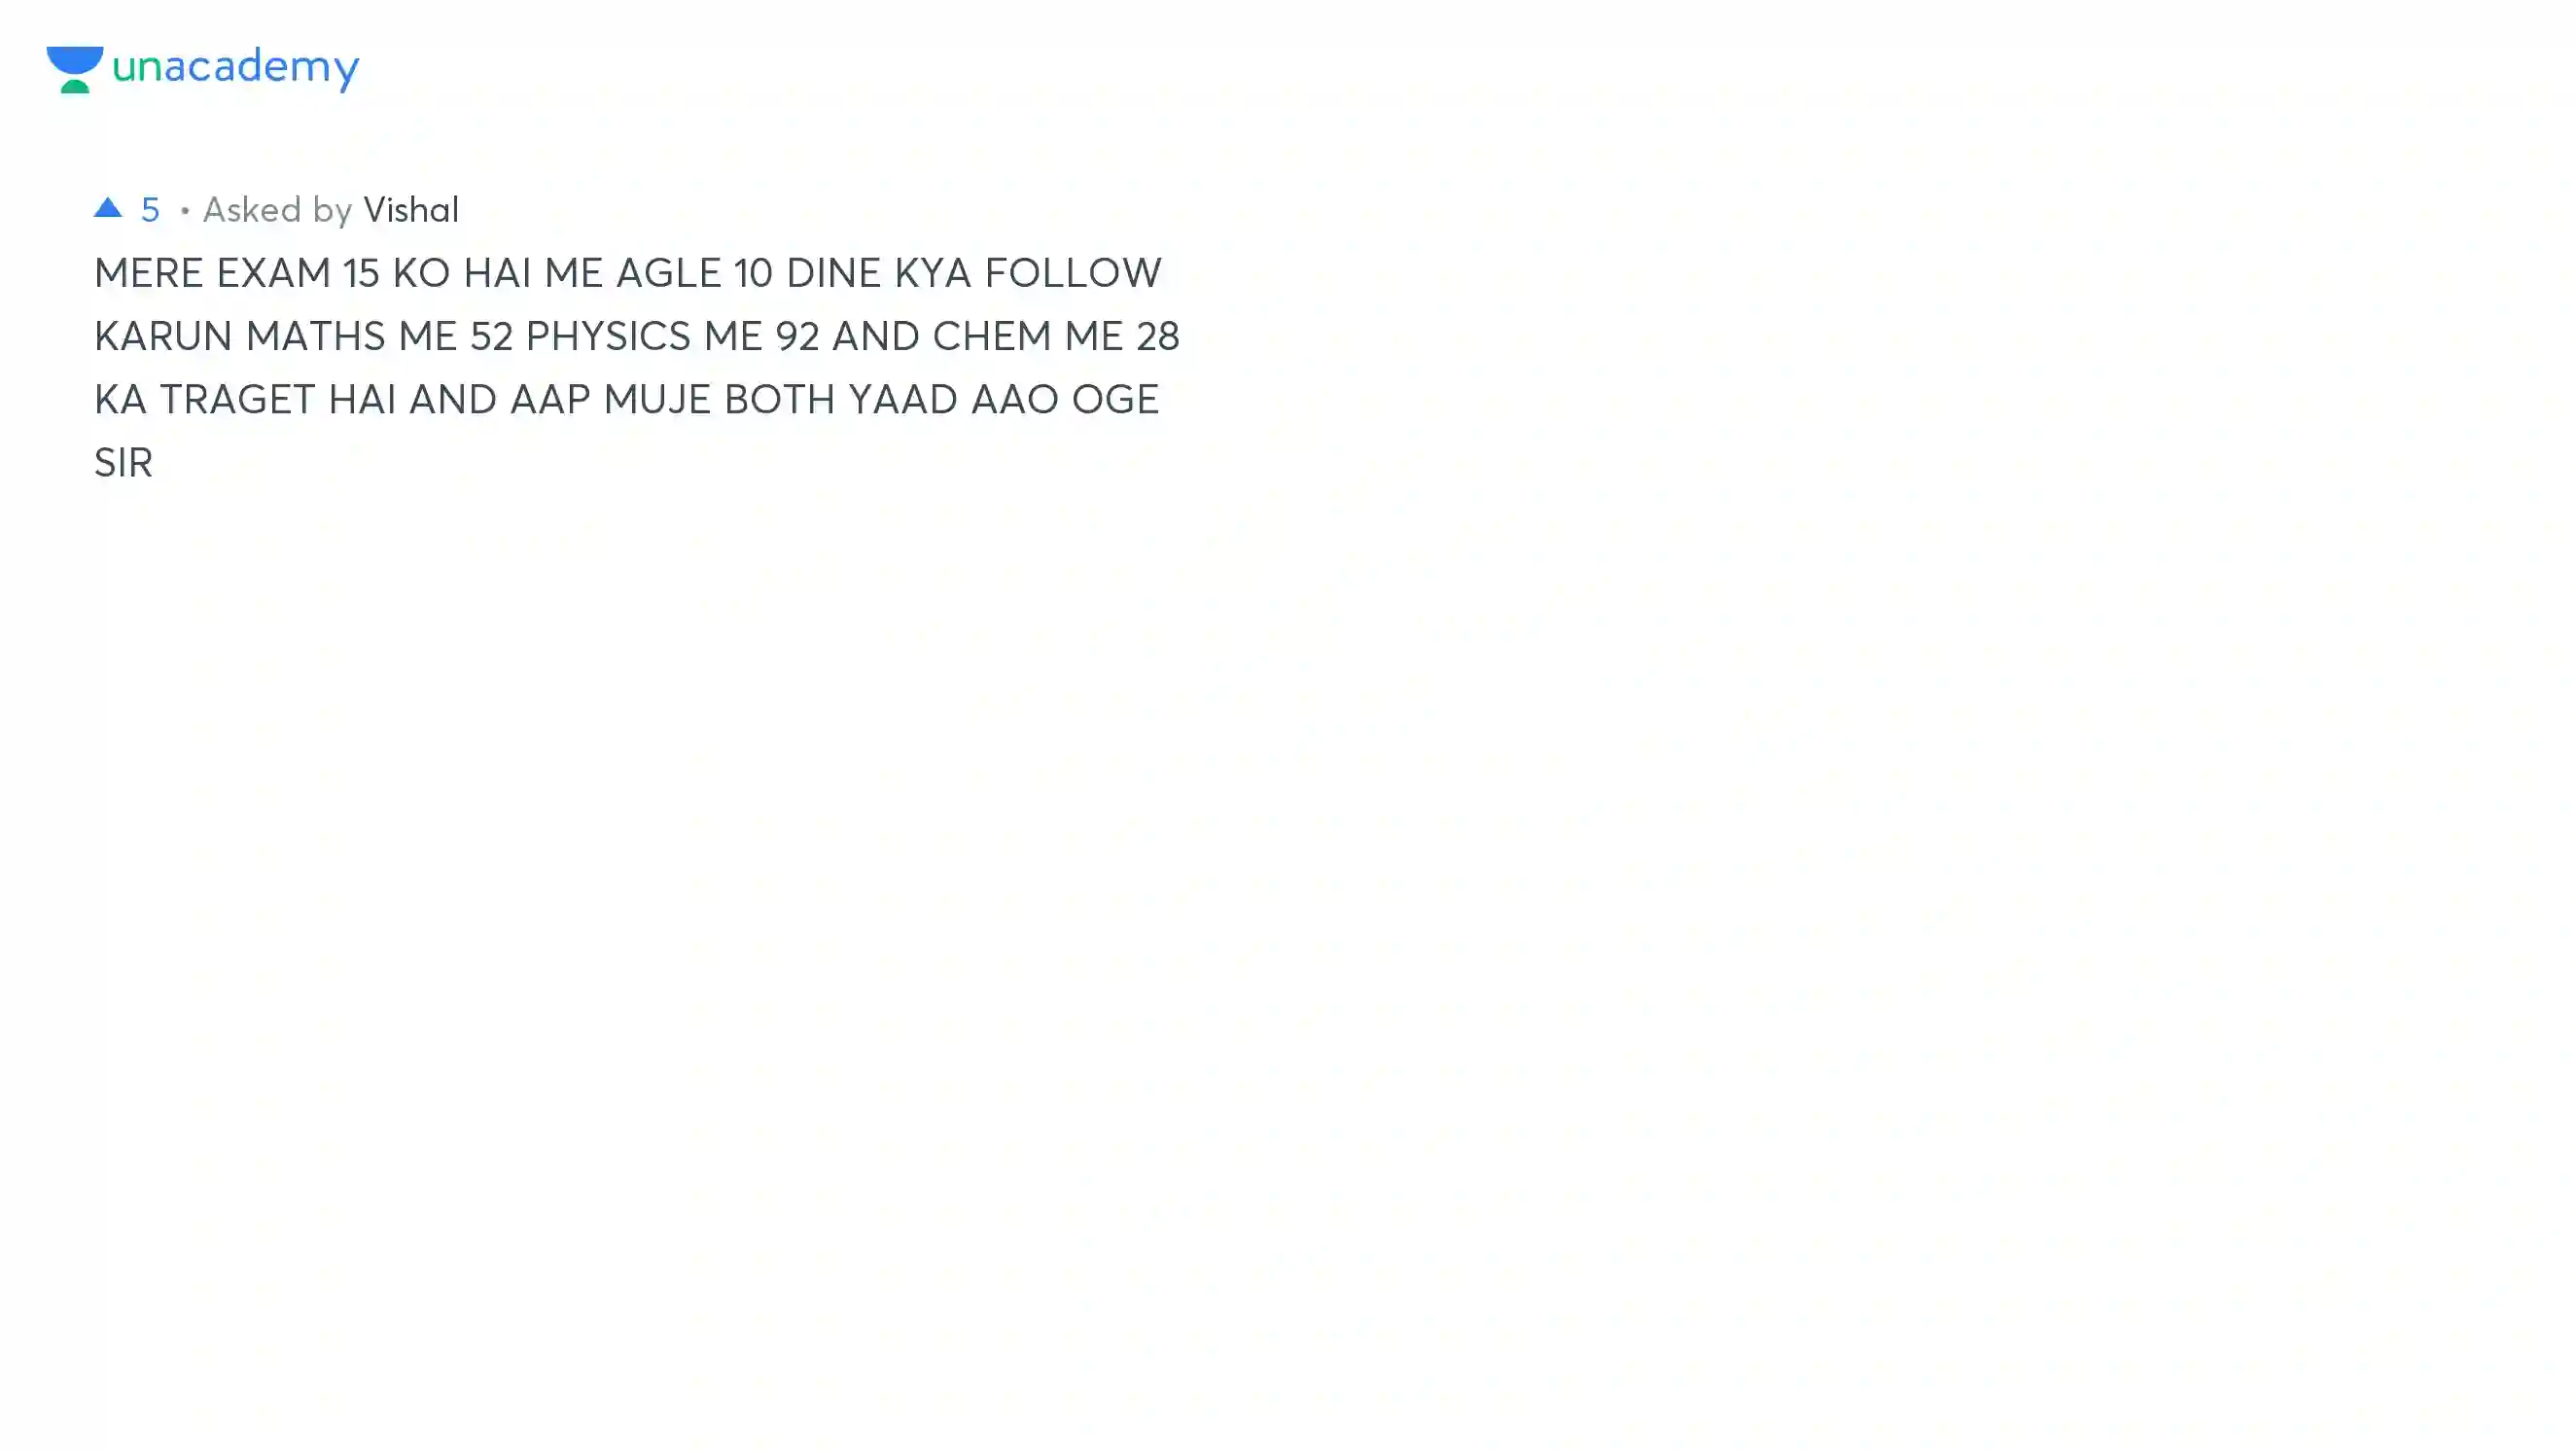 unacademy
▲ 5 • Asked by Vishal
MERE EXAM 15 KO HAI ME AGLE 10 DINE KYA FOLLOW
KARUN MATHS ME 52 PHYSICS ME 92 AND CHEM ME 28
KA TRAGET HAI AND AAP MUJE BOTH YAAD AAO OGE
SIR